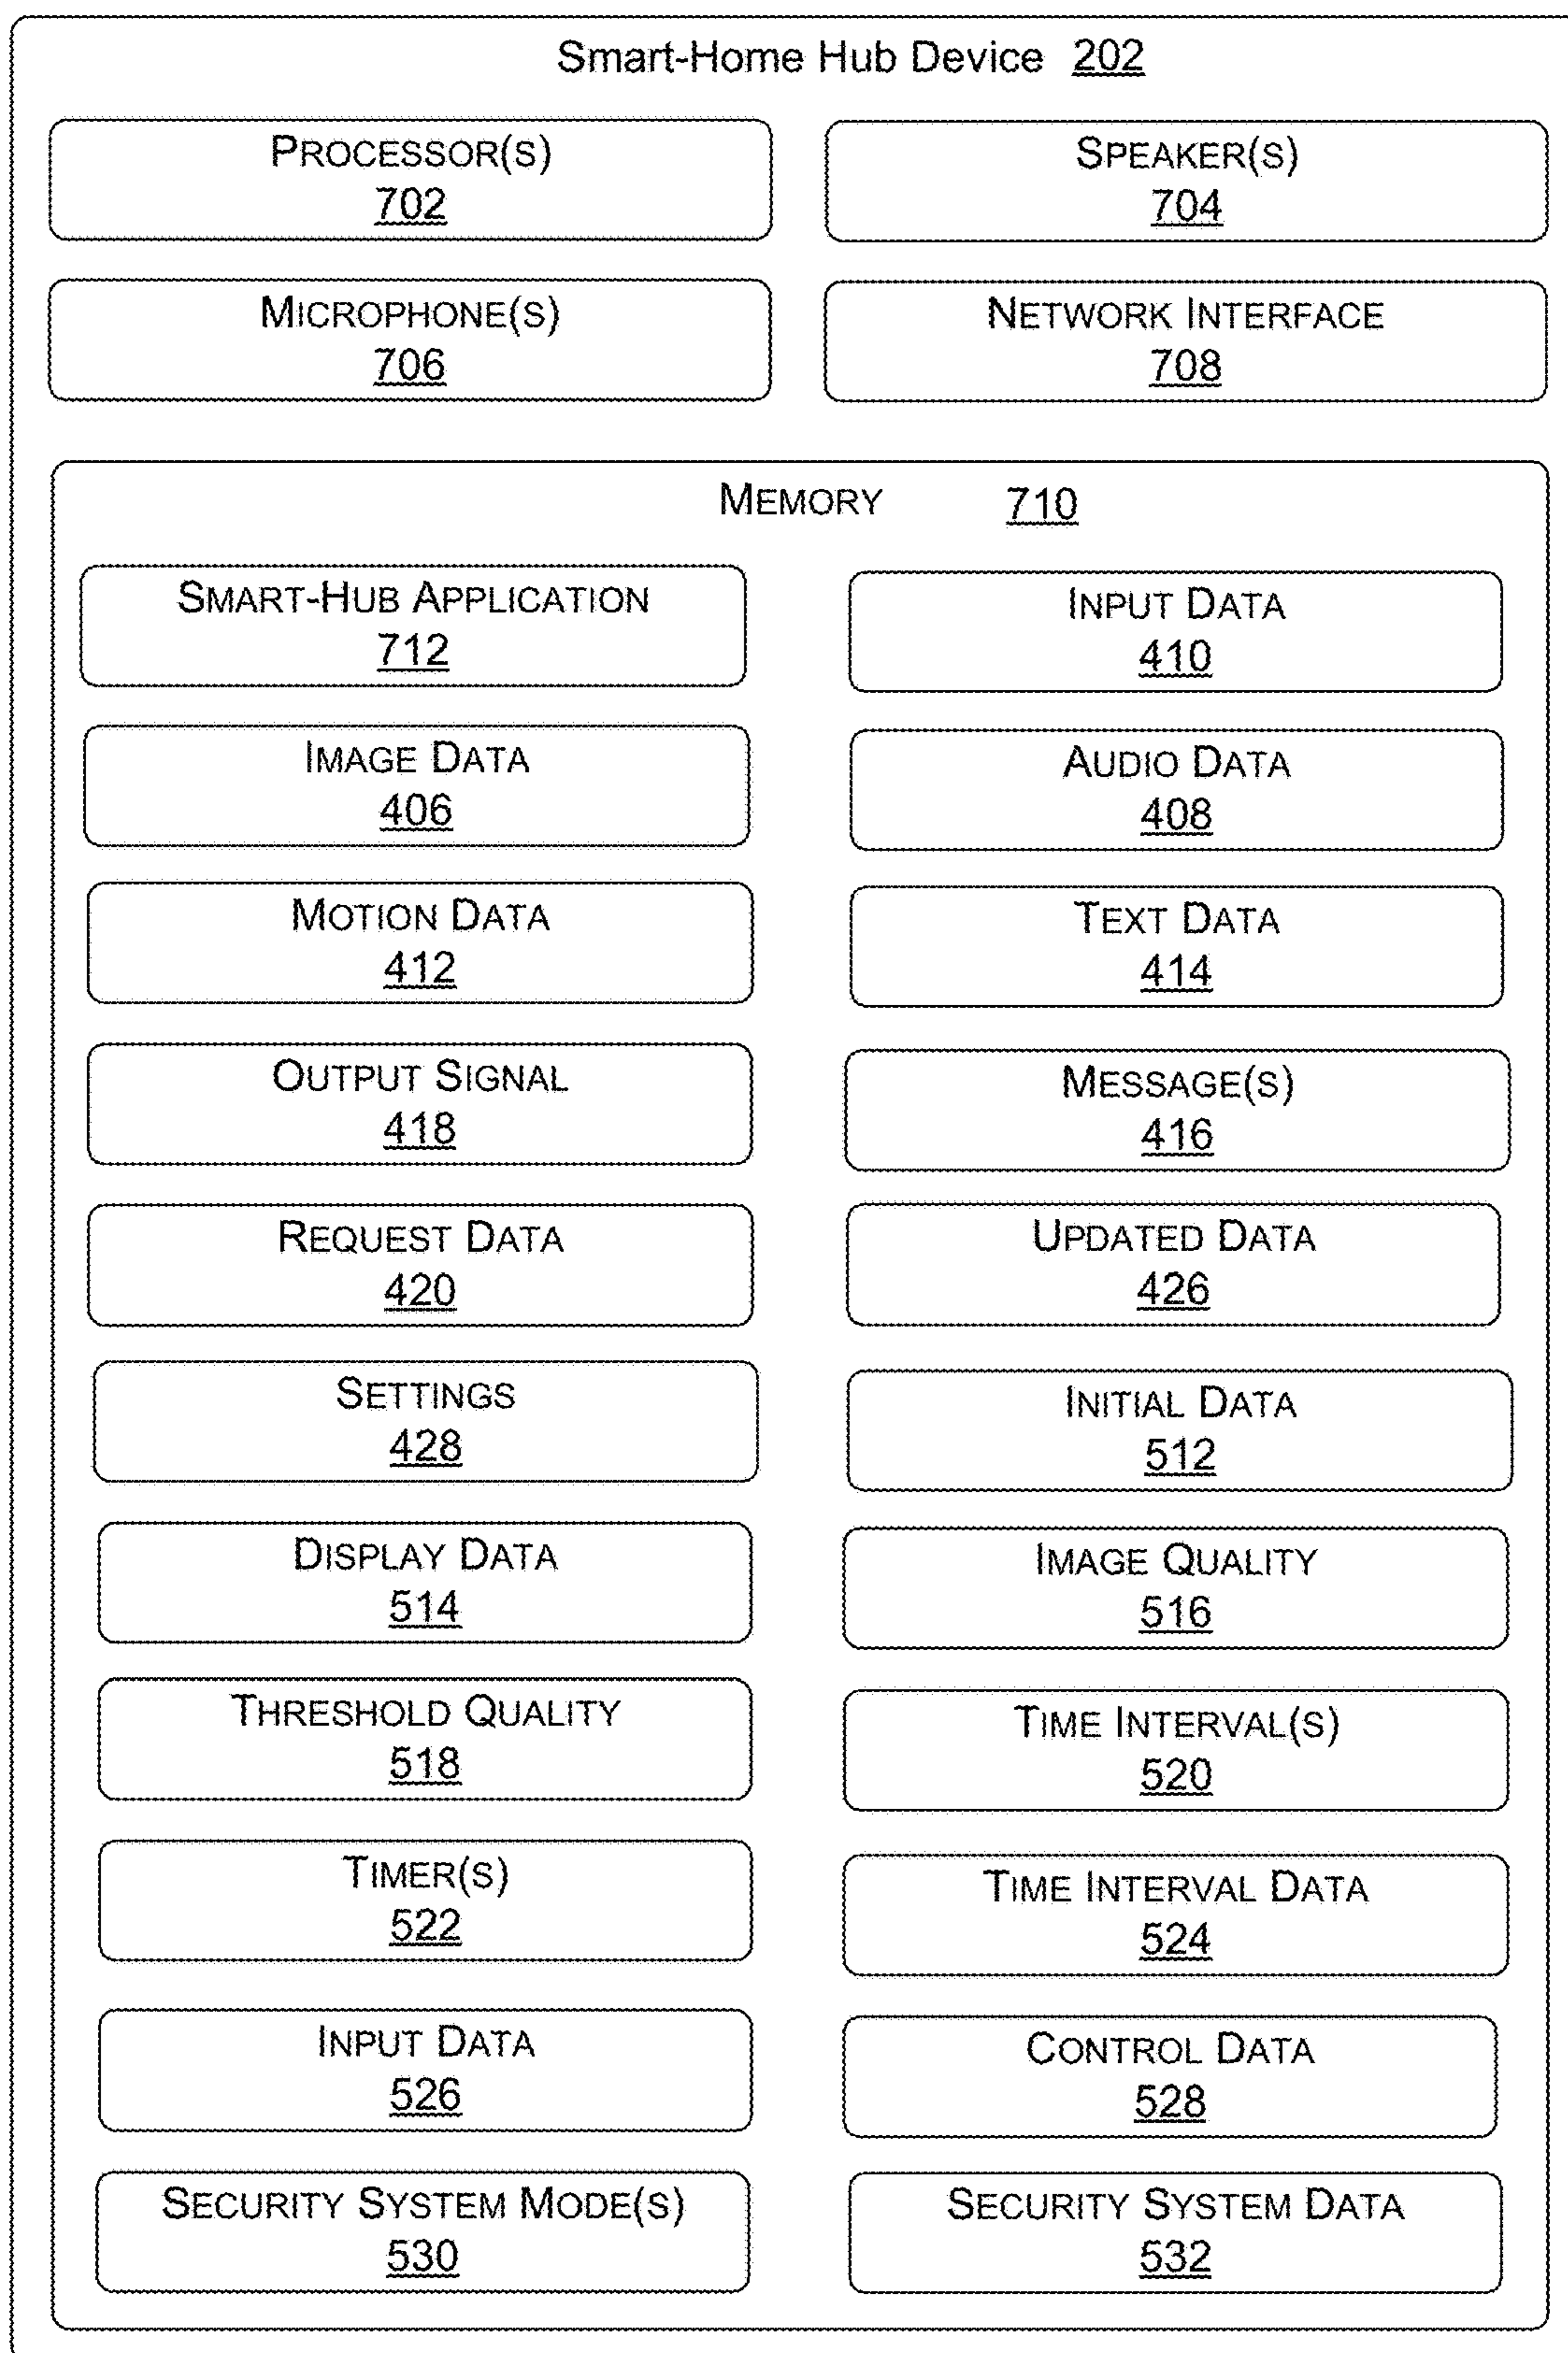 Smart-Home Hub Device 202
PROCESSOR(S)
702
SPEAKER(S)
704
MICROPHONE(S)
706
NETWORK INTERFACE
708
MEMORY 710
SMART-HUB APPLICATION
712
INPUT DATA
410
IMAGE DATA
406
AUDIO DATA
408
MOTION DATA
412
TEXT DATA
414
OUTPUT SIGNAL
418
MESSAGE(S)
416
REQUEST DATA
420
UPDATED DATA
426
SETTINGS
428
INITIAL DATA
512
DISPLAY DATA
514
IMAGE QUALITY
516
THRESHOLD QUALITY
518
TIME INTERVAL(S)
520
TIMER(S)
522
TIME INTERVAL DATA
524
INPUT DATA
526
CONTROL DATA
528
SECURITY SYSTEM MODE(S)
530
SECURITY SYSTEM DATA
532